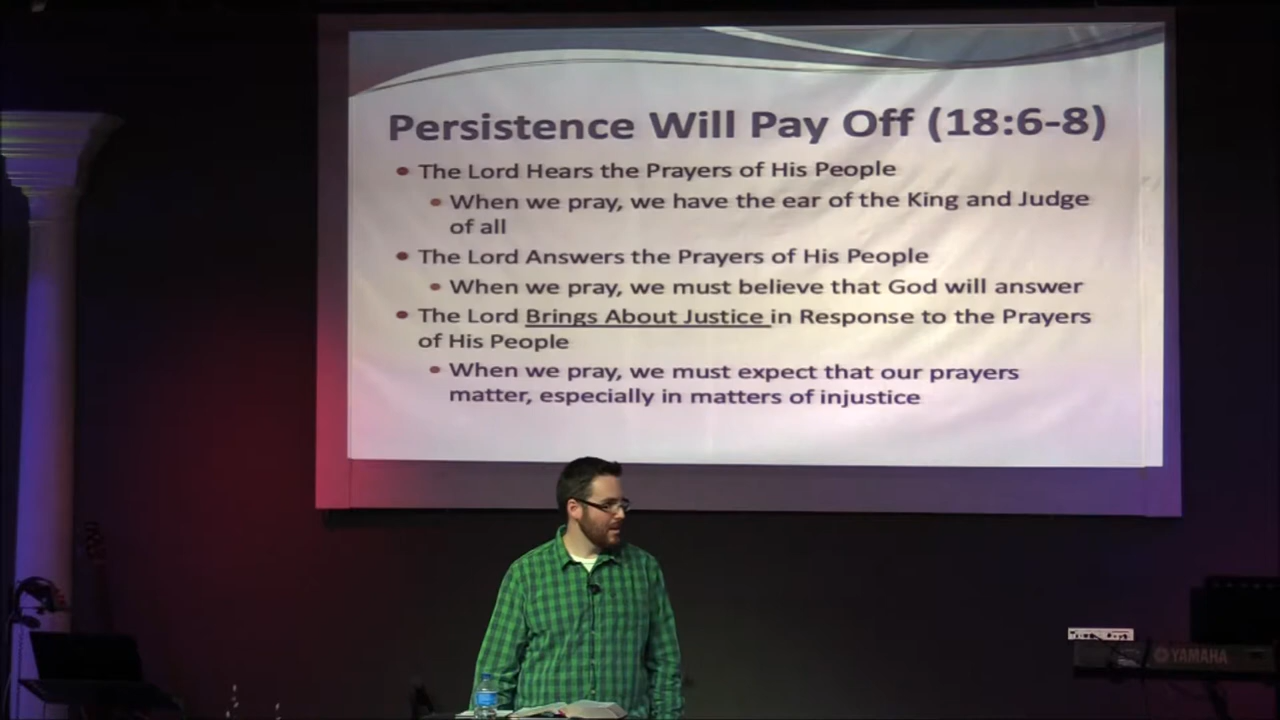 Persistence Will Pay Off (18:6-8)
• The Lord Hears the Prayers of His People
• When we pray, we have the ear of the King and Judge
of all
• The Lord Answers the Prayers of His People
• When we pray, we must believe that God will answer
• The Lord Brings About Justice in Response to the Prayers
of His People
• When we pray, we must expect that our prayers
matter, especially in matters of injustice
YAMAHA